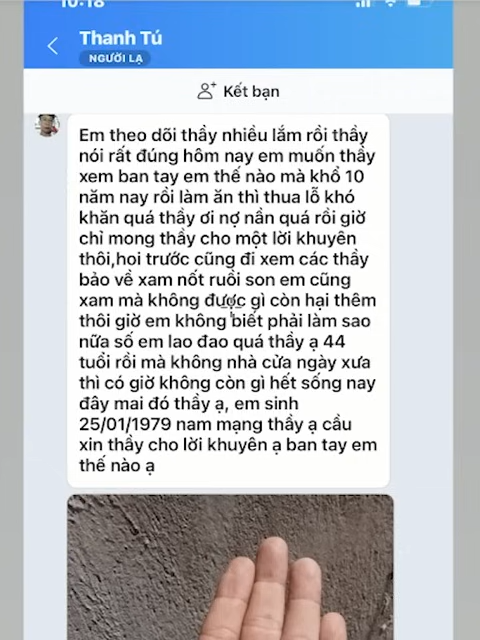 10:18
Thanh Tú
NGƯỜI LẠ
Kết bạn
Em theo dõi thầy nhiều lắm rồi thầy
nói rất đúng hôm nay em muốn thầy
xem ban tay em thế nào mà khổ 10
năm nay rồi làm ăn thì thua lỗ khó
khăn quá thầy ơi nợ nần quá rồi giờ
chỉ mong thầy cho một lời khuyên
thôi,hoi trước cũng đi xem các thầy
bảo về xam nốt ruồi son em cũng
xam mà không được gì còn hại thêm
thôi giờ em không biết phải làm sao
nữa số em lao đao quá thầy ạ 44
tuổi rồi mà không nhà cửa ngày xưa
thì có giờ không còn gì hết sống nay
đây mai đó thầy ạ, em sinh
25/01/1979 nam mạng thầy ạ cầu
xin thầy cho lời khuyên ạ ban tay em
thế nào ạ